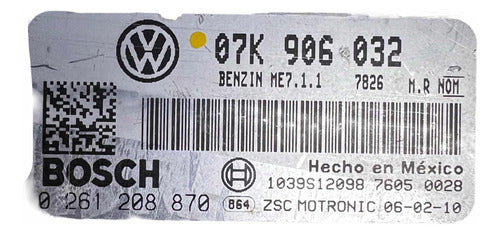 07K 906 032
BENZIN ME7.1.1 7826 M.R NOM
BOSCH
Hecho en México
1039S12098 7605 0028
0 261 208 870 864 ZSC MOTRONIC 06-02-10